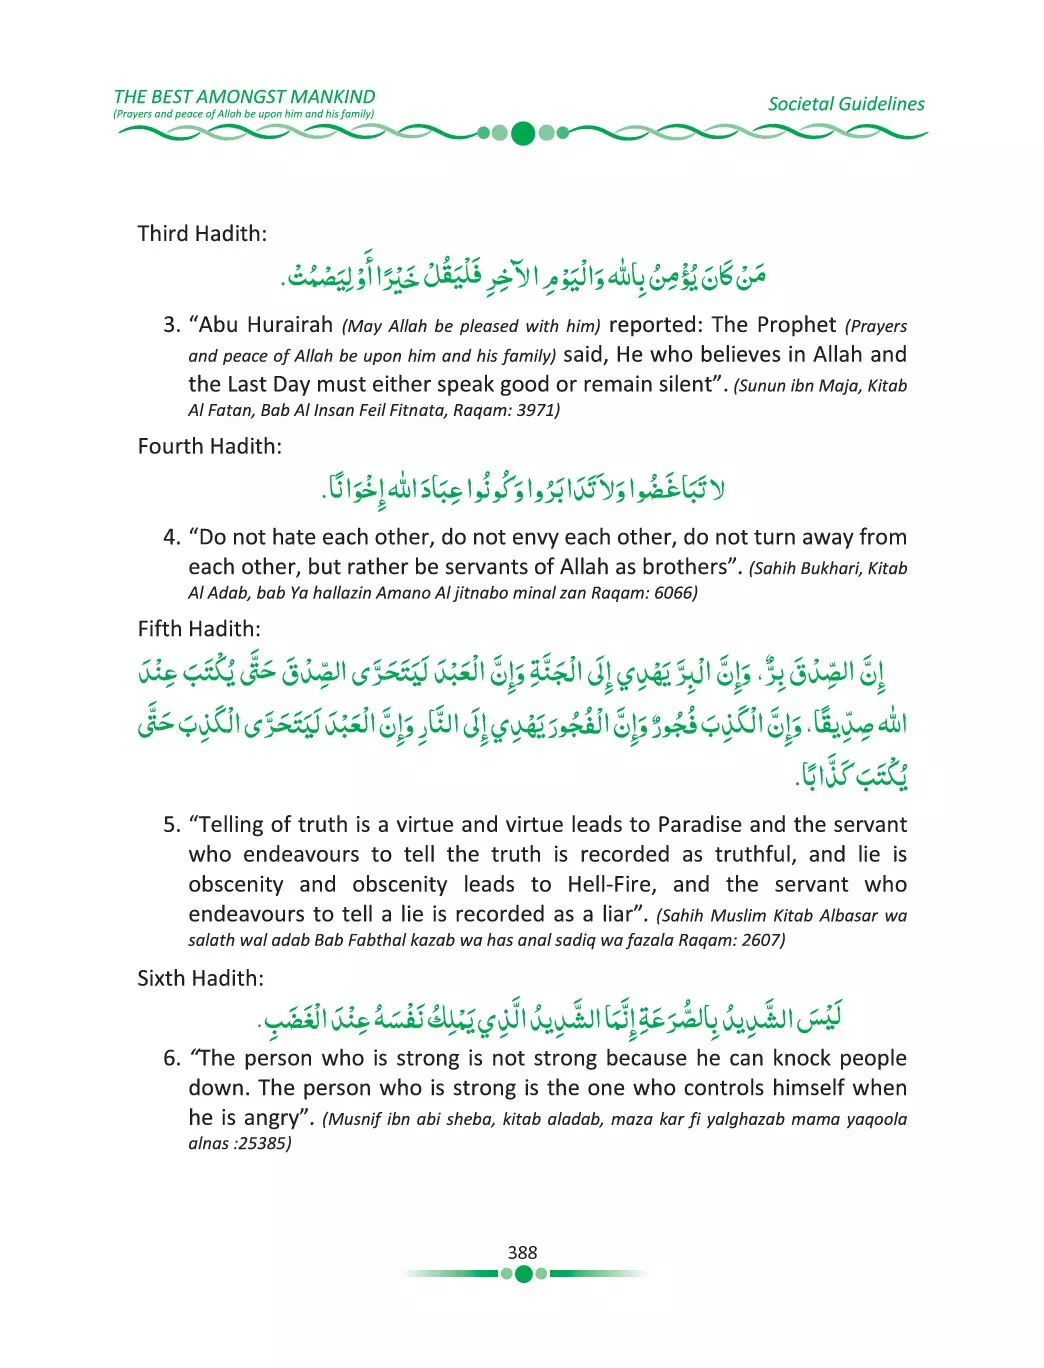 THE BEST AMONGST MANKIND
(Prayers and peace of Allah be upon him and his family)
Societal Guidelines
Third Hadith:
مَنْ كَانَ يُؤْمِنُ بِاللهِ وَالْيَوْمِ الآخِرِ فَلْيَقُلْ خَيْرًا أَوْ لِيَصْمُتْ.
3. “Abu Hurairah (May Allah be pleased with him) reported: The Prophet (Prayers
and peace of Allah be upon him and his family) said, He who believes in Allah and
the Last Day must either speak good or remain silent”. (Sunun ibn Maja, Kitab
Al Fatan, Bab Al Insan Feil Fitnata, Raqam: 3971)
Fourth Hadith:
لا تَبَاغَضُوا وَلاَ تَدَابَرُوا وَكُونُوا عِبَادَ اللهِ إِخْوَانًا.
4. “Do not hate each other, do not envy each other, do not turn away from
each other, but rather be servants of Allah as brothers”. (Sahih Bukhari, Kitab
Al Adab, bab Ya hallazin Amano Al jitnabo minal zan Raqam: 6066)
Fifth Hadith:
إِنَّ الصِّدْقَ بِرٌّ، وَإِنَّ الْبِرَّ يَهْدِي إِلَى الْجَنَّةِ وَإِنَّ الْعَبْدَ لَيَتَحَرَّى الصِّدْقَ حَتَّى يُكْتَبَ عِنْدَ
اللهِ صِدِّيقًا، وَإِنَّ الْكَذِبَ فُجُورٌ وَإِنَّ الْفُجُورَ يَهْدِي إِلَى النَّارِ وَإِنَّ الْعَبْدَ لَيَتَحَرَّى الْكَذِبَ حَتَّى
يُكْتَبَ كَذَّابًا.
5. “Telling of truth is a virtue and virtue leads to Paradise and the servant
who endeavours to tell the truth is recorded as truthful, and lie is
obscenity and obscenity leads to Hell-Fire, and the servant who
endeavours to tell a lie is recorded as a liar”. (Sahih Muslim Kitab Albasar wa
salath wal adab Bab Fabthal kazab wa has anal sadiq wa fazala Raqam: 2607)
Sixth Hadith:
لَيْسَ الشَّدِيدُ بِالصُّرَعَةِ إِنَّمَا الشَّدِيدُ الَّذِي يَمْلِكُ نَفْسَهُ عِنْدَ الْغَضَبِ.
6. “The person who is strong is not strong because he can knock people
down. The person who is strong is the one who controls himself when
he is angry”. (Musnif ibn abi sheba, kitab aladab, maza kar fi yalghazab mama yaqoola
alnas :25385)
388